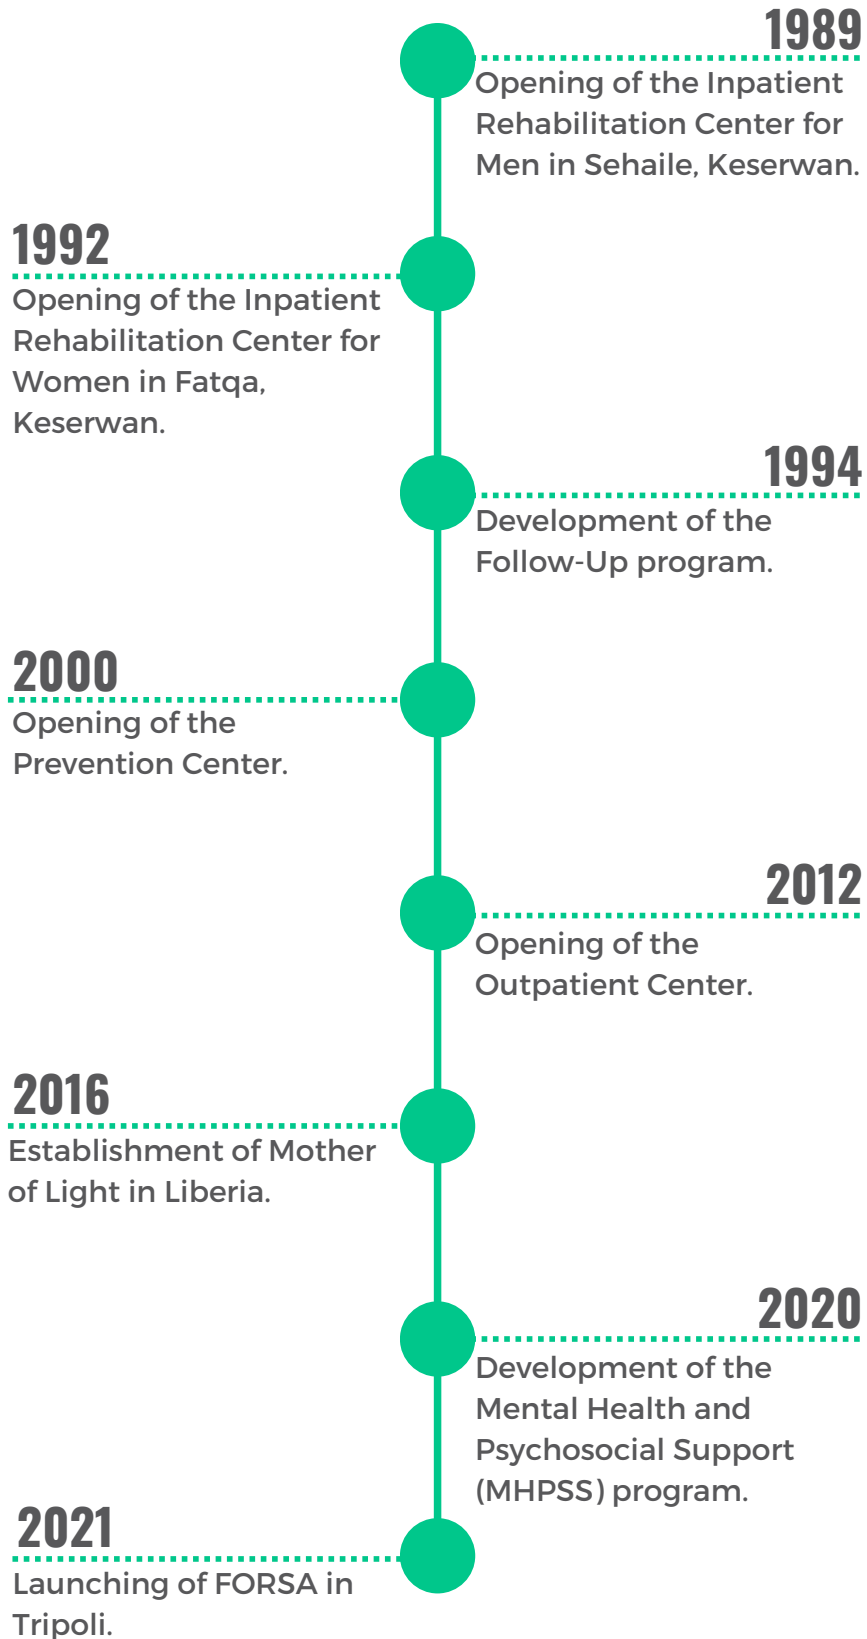 1989
Opening of the Inpatient
Rehabilitation Center for
Men in Sehaile, Keserwan.
1992
Opening of the Inpatient
Rehabilitation Center for
Women in Fatqa,
Keserwan.
1994
Development of the
Follow-Up program.
2000
Opening of the
Prevention Center.
2012
Opening of the
Outpatient Center.
2016
Establishment of Mother
of Light in Liberia.
2020
Development of the
Mental Health and
Psychosocial Support
(MHPSS) program.
2021
Launching of FORSA in
Tripoli.